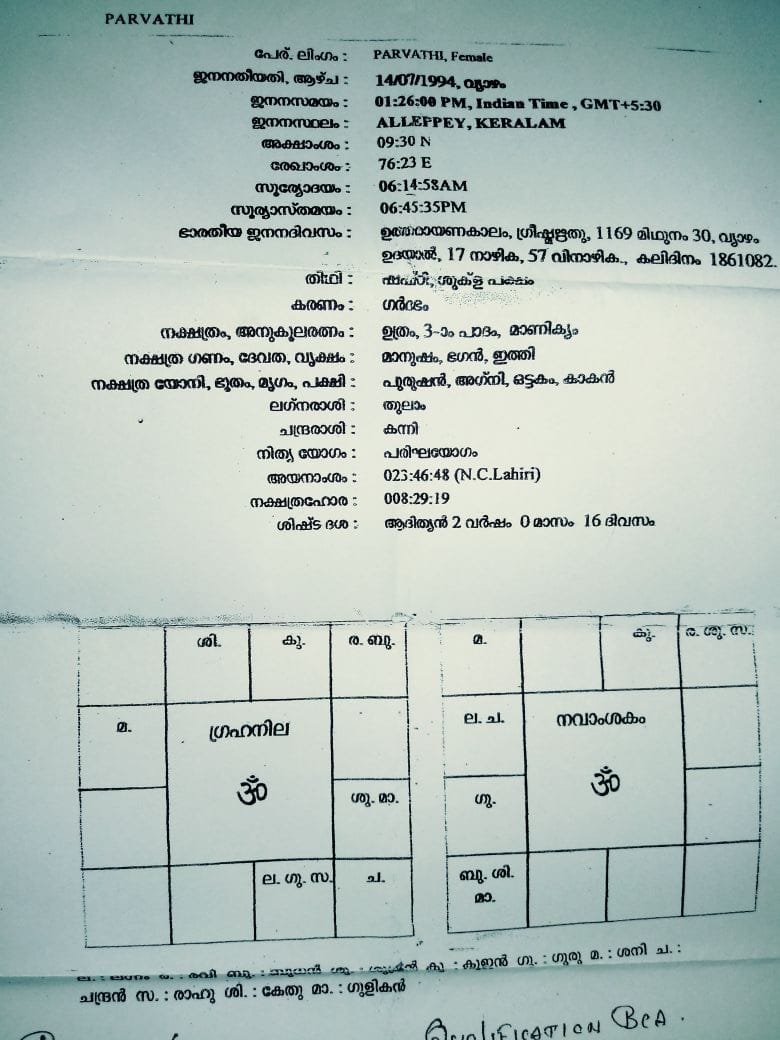 PARVATHI
പേര്. ലിംഗം : PARVATHI, Female
ജനനതീയതി, ആഴ്ച : 14/07/1994, വ്യാഴം
ജനനസമയം : 01:26:00 PM, Indian Time , GMT+5:30
ജനനസ്ഥലം : ALLEPPEY, KERALAM
അക്ഷാംശം : 09:30 N
രേഖാംശം : 76:23 E
സൂര്യോദയം : 06:14:58AM
സൂര്യാസ്തമയം : 06:45:35PM
ഭാരതീയ ജനനദിവസം : ഉത്തരായണകാലം, ഗ്രീഷ്മഋതു, 1169 മിഥുനം 30, വ്യാഴം
ഉദയാൽ, 17 നാഴിക, 57 വിനാഴിക., കലിദിനം 1861082.
തിഥി : ഷഷ്ഠി, ശുക്ള പക്ഷം
കരണം : ഗർദഭം
നക്ഷത്രം, അനുകൂലരത്നം : ഉത്രം, 3-ാം പാദം, മാണിക്യം
നക്ഷത്ര ഗണം, ദേവത, വൃക്ഷം : മാനുഷം, ഭഗൻ, ഇത്തി
നക്ഷത്ര യോനി, ഭൂതം, മൃഗം, പക്ഷി : പുരുഷൻ, അഗ്നി, ഒട്ടകം, കാകൻ
ലഗ്നരാശി : തുലാം
ചന്ദ്രരാശി : കന്നി
നിത്യ യോഗം : പരിഘയോഗം
അയനാംശം : 023:46:48 (N.C.Lahiri)
നക്ഷത്രഹോര : 008:29:19
ശിഷ്ട ദശ : ആദിത്യൻ 2 വർഷം 0 മാസം 16 ദിവസം
ശി. കു. ര. ബു.
മ. ഗ്രഹനില
ॐ
ശു. മാ.
ല. ഗു. സ. ച.
മ. കു. ര. ശു. സ.
ല. ച. നവാംശകം
ॐ
ഗു.
ബു. ശി.
മാ.
ല. : ലഗ്നം ര. : രവി ബു. : ബുധൻ ശു. : ശുക്രൻ കു : കുജൻ ഗു. : ഗുരു മ. : ശനി ച. :
ചന്ദ്രൻ സ. : രാഹു ശി. : കേതു മാ. : ഗുളികൻ
QUALIFICATION BCA.